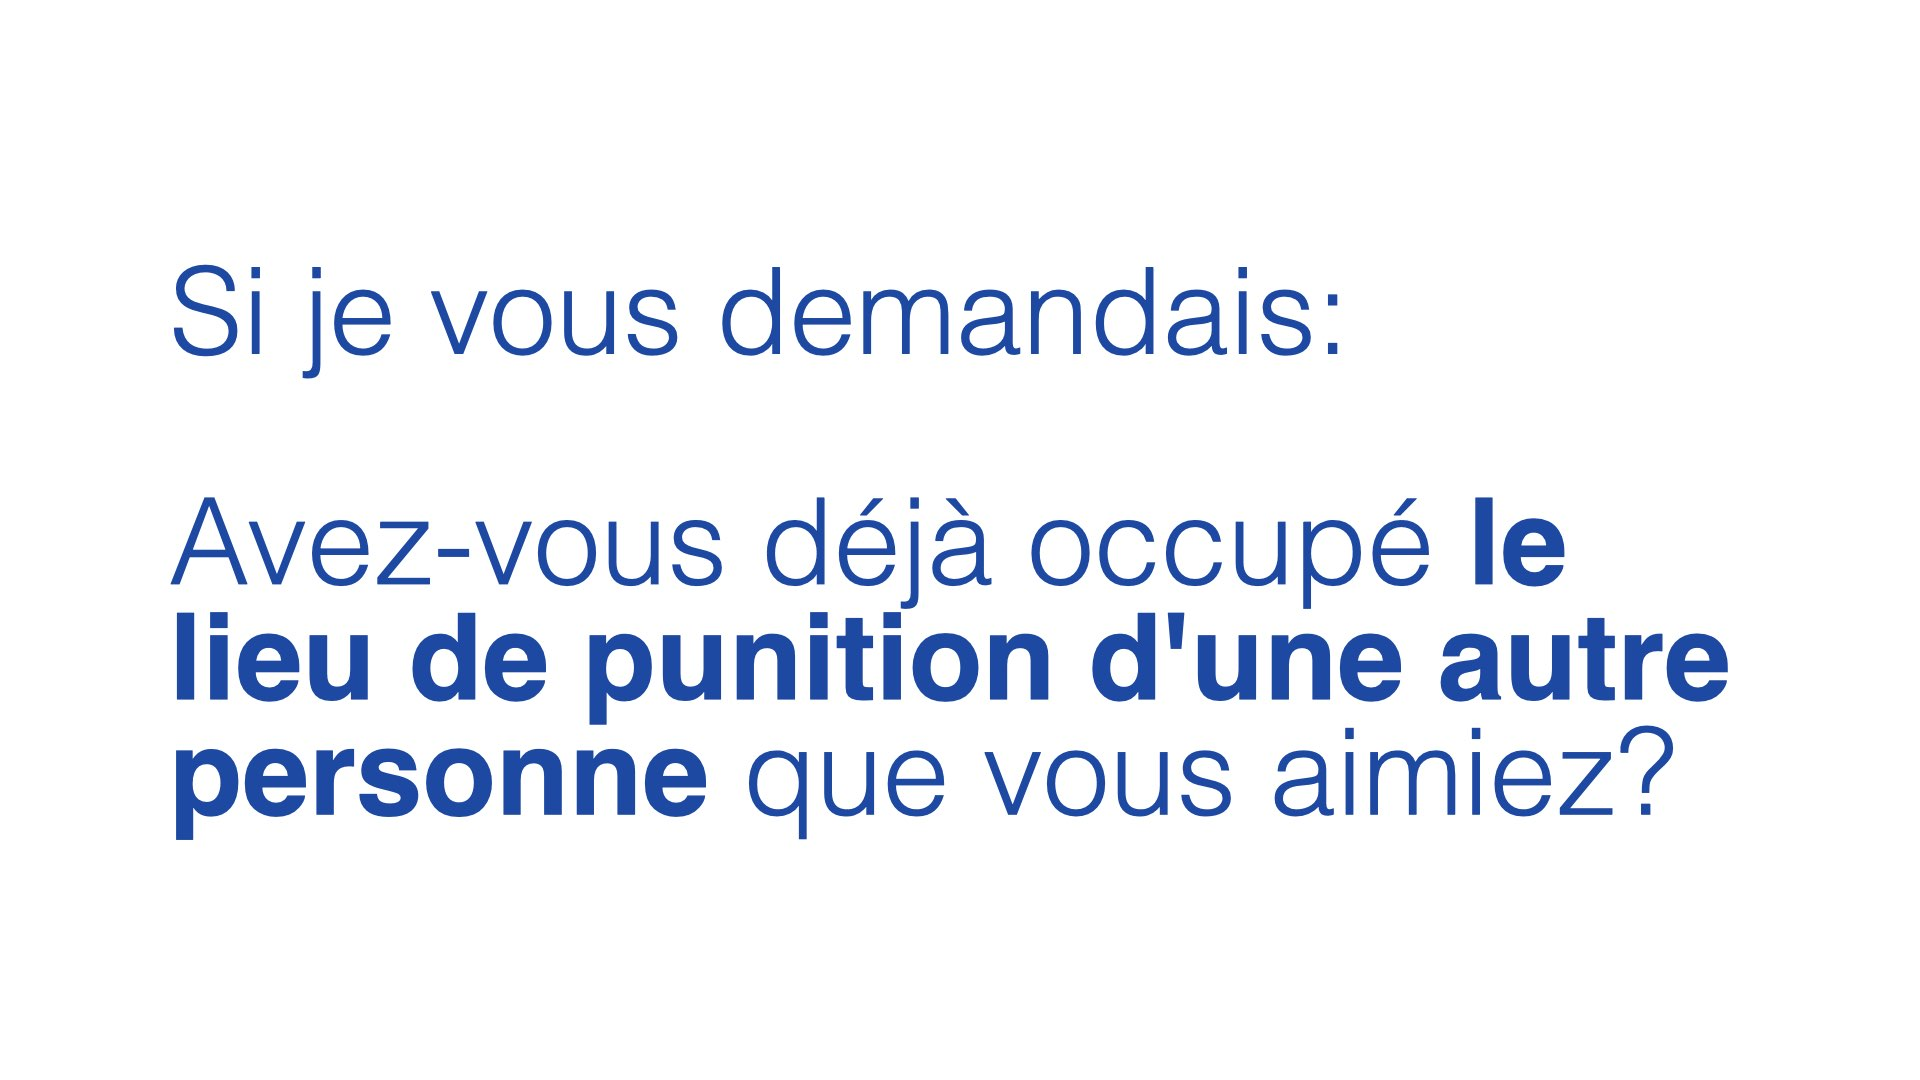 Si je vous demandais:
Avez-vous déjà occupé le
lieu de punition d'une autre
personne que vous aimiez?